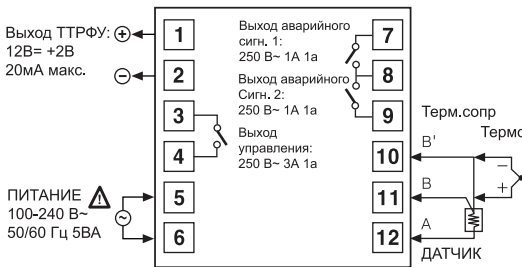 Выход ТТРФУ:
12В= +2В
20мА макс.
+
−
1
2
3
4
5
6
ПИТАНИЕ
100-240 В~
50/60 Гц 5ВА
Выход аварийного
сигн. 1:
250 В~ 1А 1а
Выход аварийного
Сигн. 2:
250 В~ 1А 1а
Выход
управления:
250 В~ 3А 1а
7
8
9
10
11
12
Терм.сопр
B'
B
A
−
+
ДАТЧИК